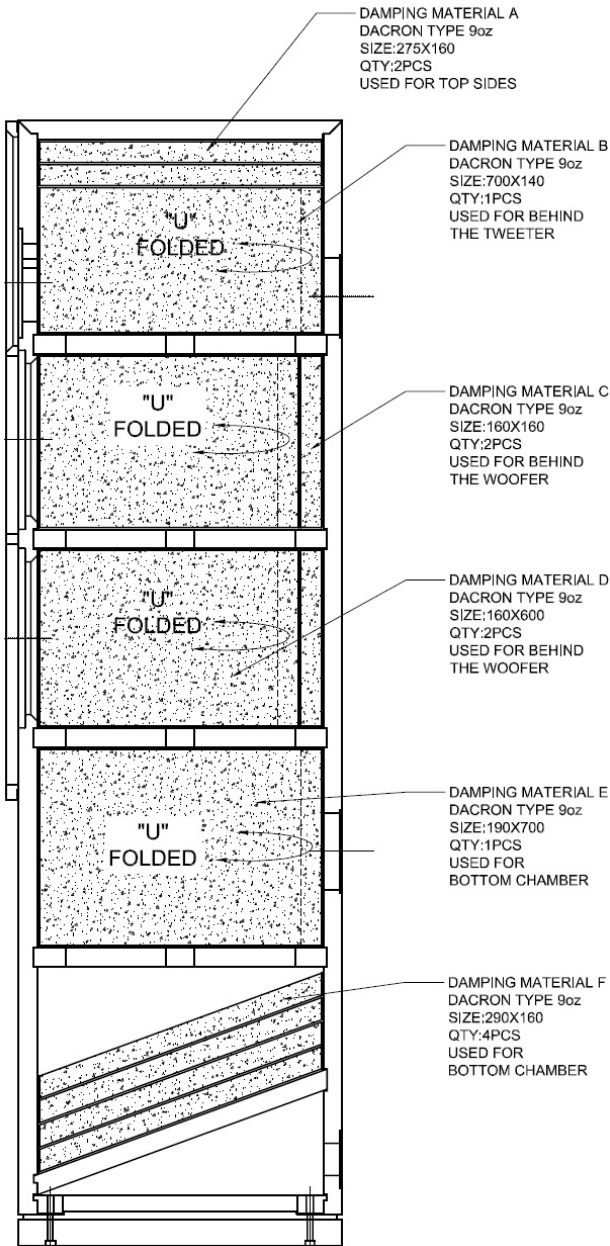 DAMPING MATERIAL A
DACRON TYPE 9oz
SIZE:275X160
QTY:2PCS
USED FOR TOP SIDES
DAMPING MATERIAL B
DACRON TYPE 9oz
SIZE:700X140
QTY:1PCS
USED FOR BEHIND
THE TWEETER
"U"
FOLDED
DAMPING MATERIAL C
DACRON TYPE 9oz
SIZE:160X160
QTY:2PCS
USED FOR BEHIND
THE WOOFER
"U"
FOLDED
DAMPING MATERIAL D
DACRON TYPE 9oz
SIZE:160X600
QTY:2PCS
USED FOR BEHIND
THE WOOFER
"U"
FOLDED
DAMPING MATERIAL E
DACRON TYPE 9oz
SIZE:190X700
QTY:1PCS
USED FOR
BOTTOM CHAMBER
"U"
FOLDED
DAMPING MATERIAL F
DACRON TYPE 9oz
SIZE:290X160
QTY:4PCS
USED FOR
BOTTOM CHAMBER